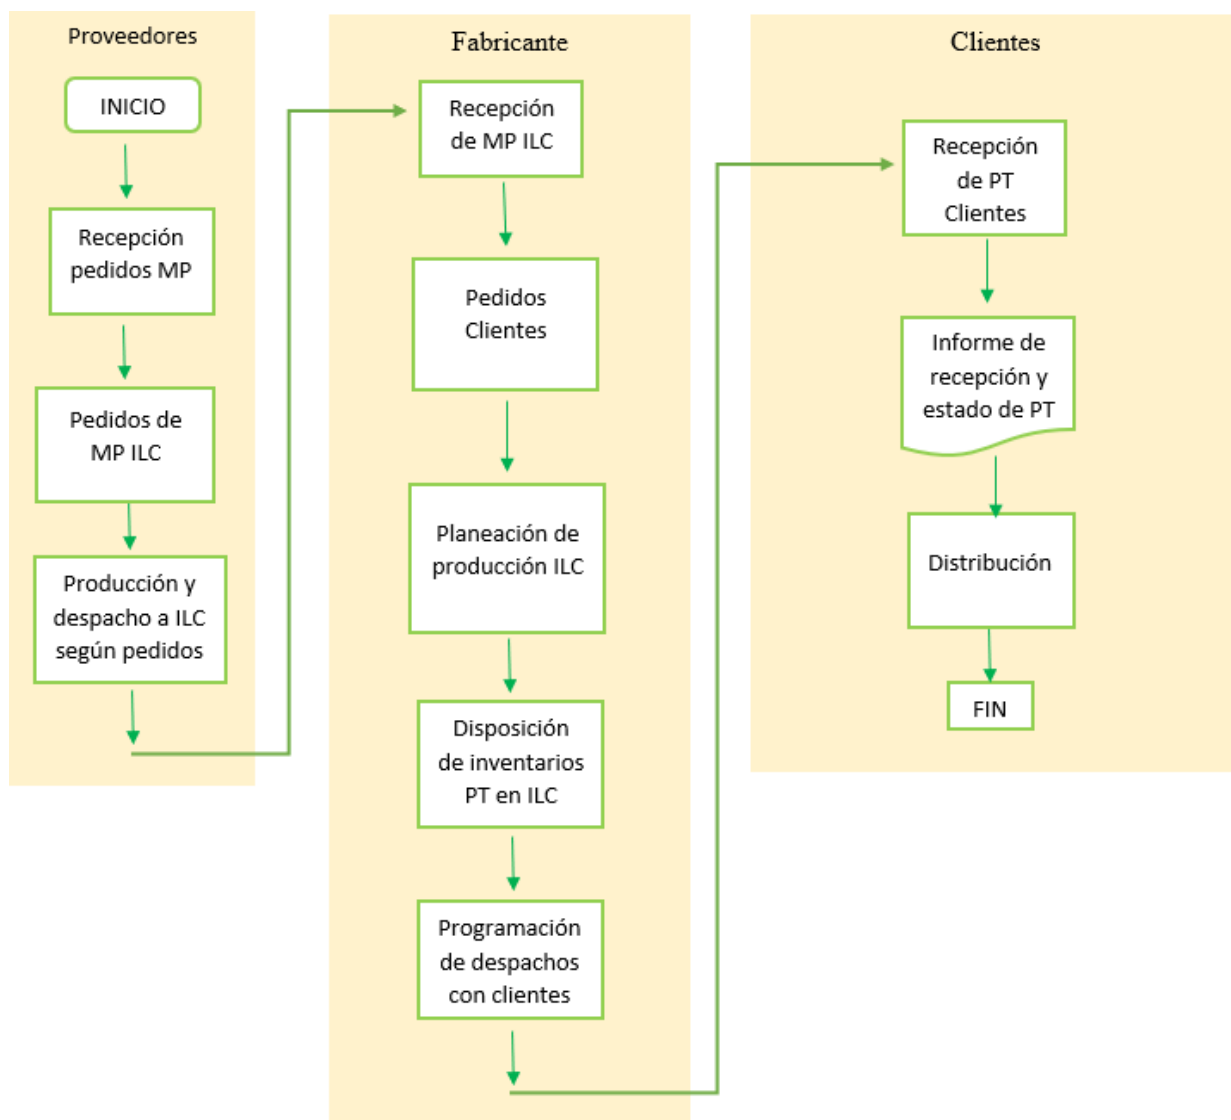 Proveedores
INICIO
Recepción
pedidos MP
Pedidos de
MP ILC
Producción y
despacho a ILC
según pedidos
Fabricante
Recepción
de MP ILC
Pedidos
Clientes
Planeación de
producción ILC
Disposición
de inventarios
PT en ILC
Programación
de despachos
con clientes
Clientes
Recepción
de PT
Clientes
Informe de
recepción y
estado de PT
Distribución
FIN